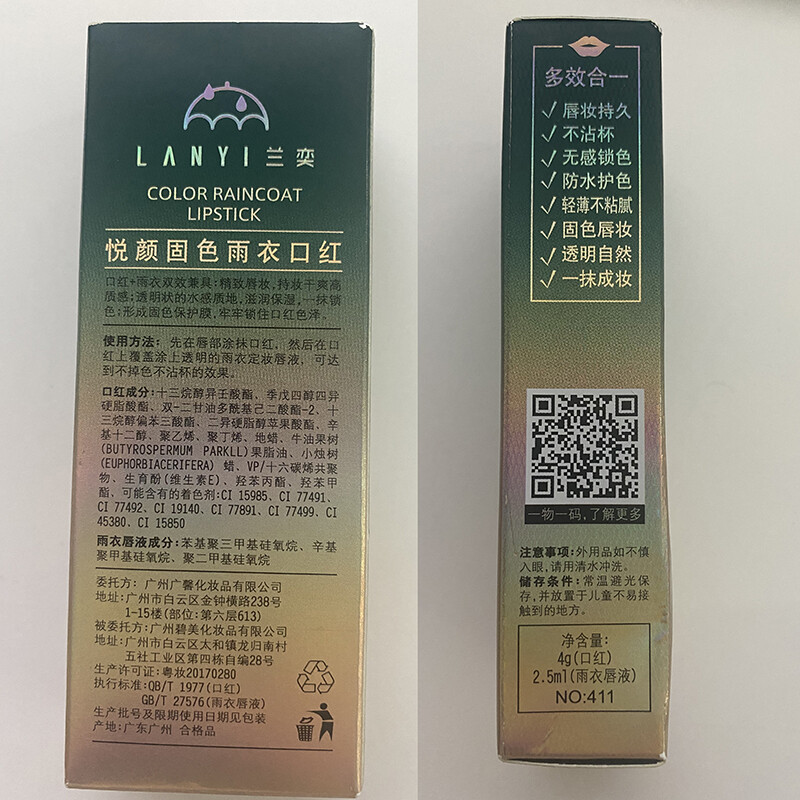 LANYI 兰奕
COLOR RAINCOAT
LIPSTICK
悦颜固色雨衣口红
口红+雨衣双效兼具:精致唇妆,持妆干爽高
质感;透明状的水感质地,滋润保湿,一抹锁
色;形成固色保护膜,牢牢锁住口红色泽。
使用方法: 先在唇部涂抹口红, 然后在口
红上覆盖涂上透明的雨衣定妆唇液, 可达
到不掉色不沾杯的效果。
口红成分:十三烷醇异壬酸酯、季戊四醇四异
硬脂酸酯、双-二甘油多酰基己二酸酯-2、十
三烷醇偏苯三酸酯、二异硬脂醇苹果酸酯、辛
基十二醇、聚乙烯、聚丁烯、地蜡、牛油果树
(BUTYROSPERMUM PARKLL)果脂油、小烛树
(EUPHORBIACERIFERA) 蜡、VP/十六碳烯共聚
物、生育酚(维生素E)、羟苯丙酯、羟苯甲
酯、可能含有的着色剂:CI 15985、CI 77491、
CI 77492、CI 19140、CI 77891、CI 77499、CI
45380、CI 15850
雨衣唇液成分:苯基聚三甲基硅氧烷、辛基
聚甲基硅氧烷、聚二甲基硅氧烷
委托方: 广州广馨化妆品有限公司
地址:广州市白云区金钟横路238号
1-15楼(部位:第六层613)
被委托方:广州碧美化妆品有限公司
地址:广州市白云区太和镇龙归南村
五社工业区第四栋自编28号
生产许可证:粤妆20170280
执行标准:QB/T 1977(口红)
GB/T 27576(雨衣唇液)
生产批号及限期使用日期见包装
产地:广东广州 合格品
多效合一
√ 唇妆持久
√ 不沾杯
√ 无感锁色
√ 防水护色
√ 轻薄不粘腻
√ 固色唇妆
√ 透明自然
√ 一抹成妆
一物一码,了解更多
注意事项:外用品如不慎
入眼,请用清水冲洗。
储存条件:常温避光保
存,并放置于儿童不易接
触到的地方。
净含量:
4g(口红)
2.5ml(雨衣唇液)
NO:411